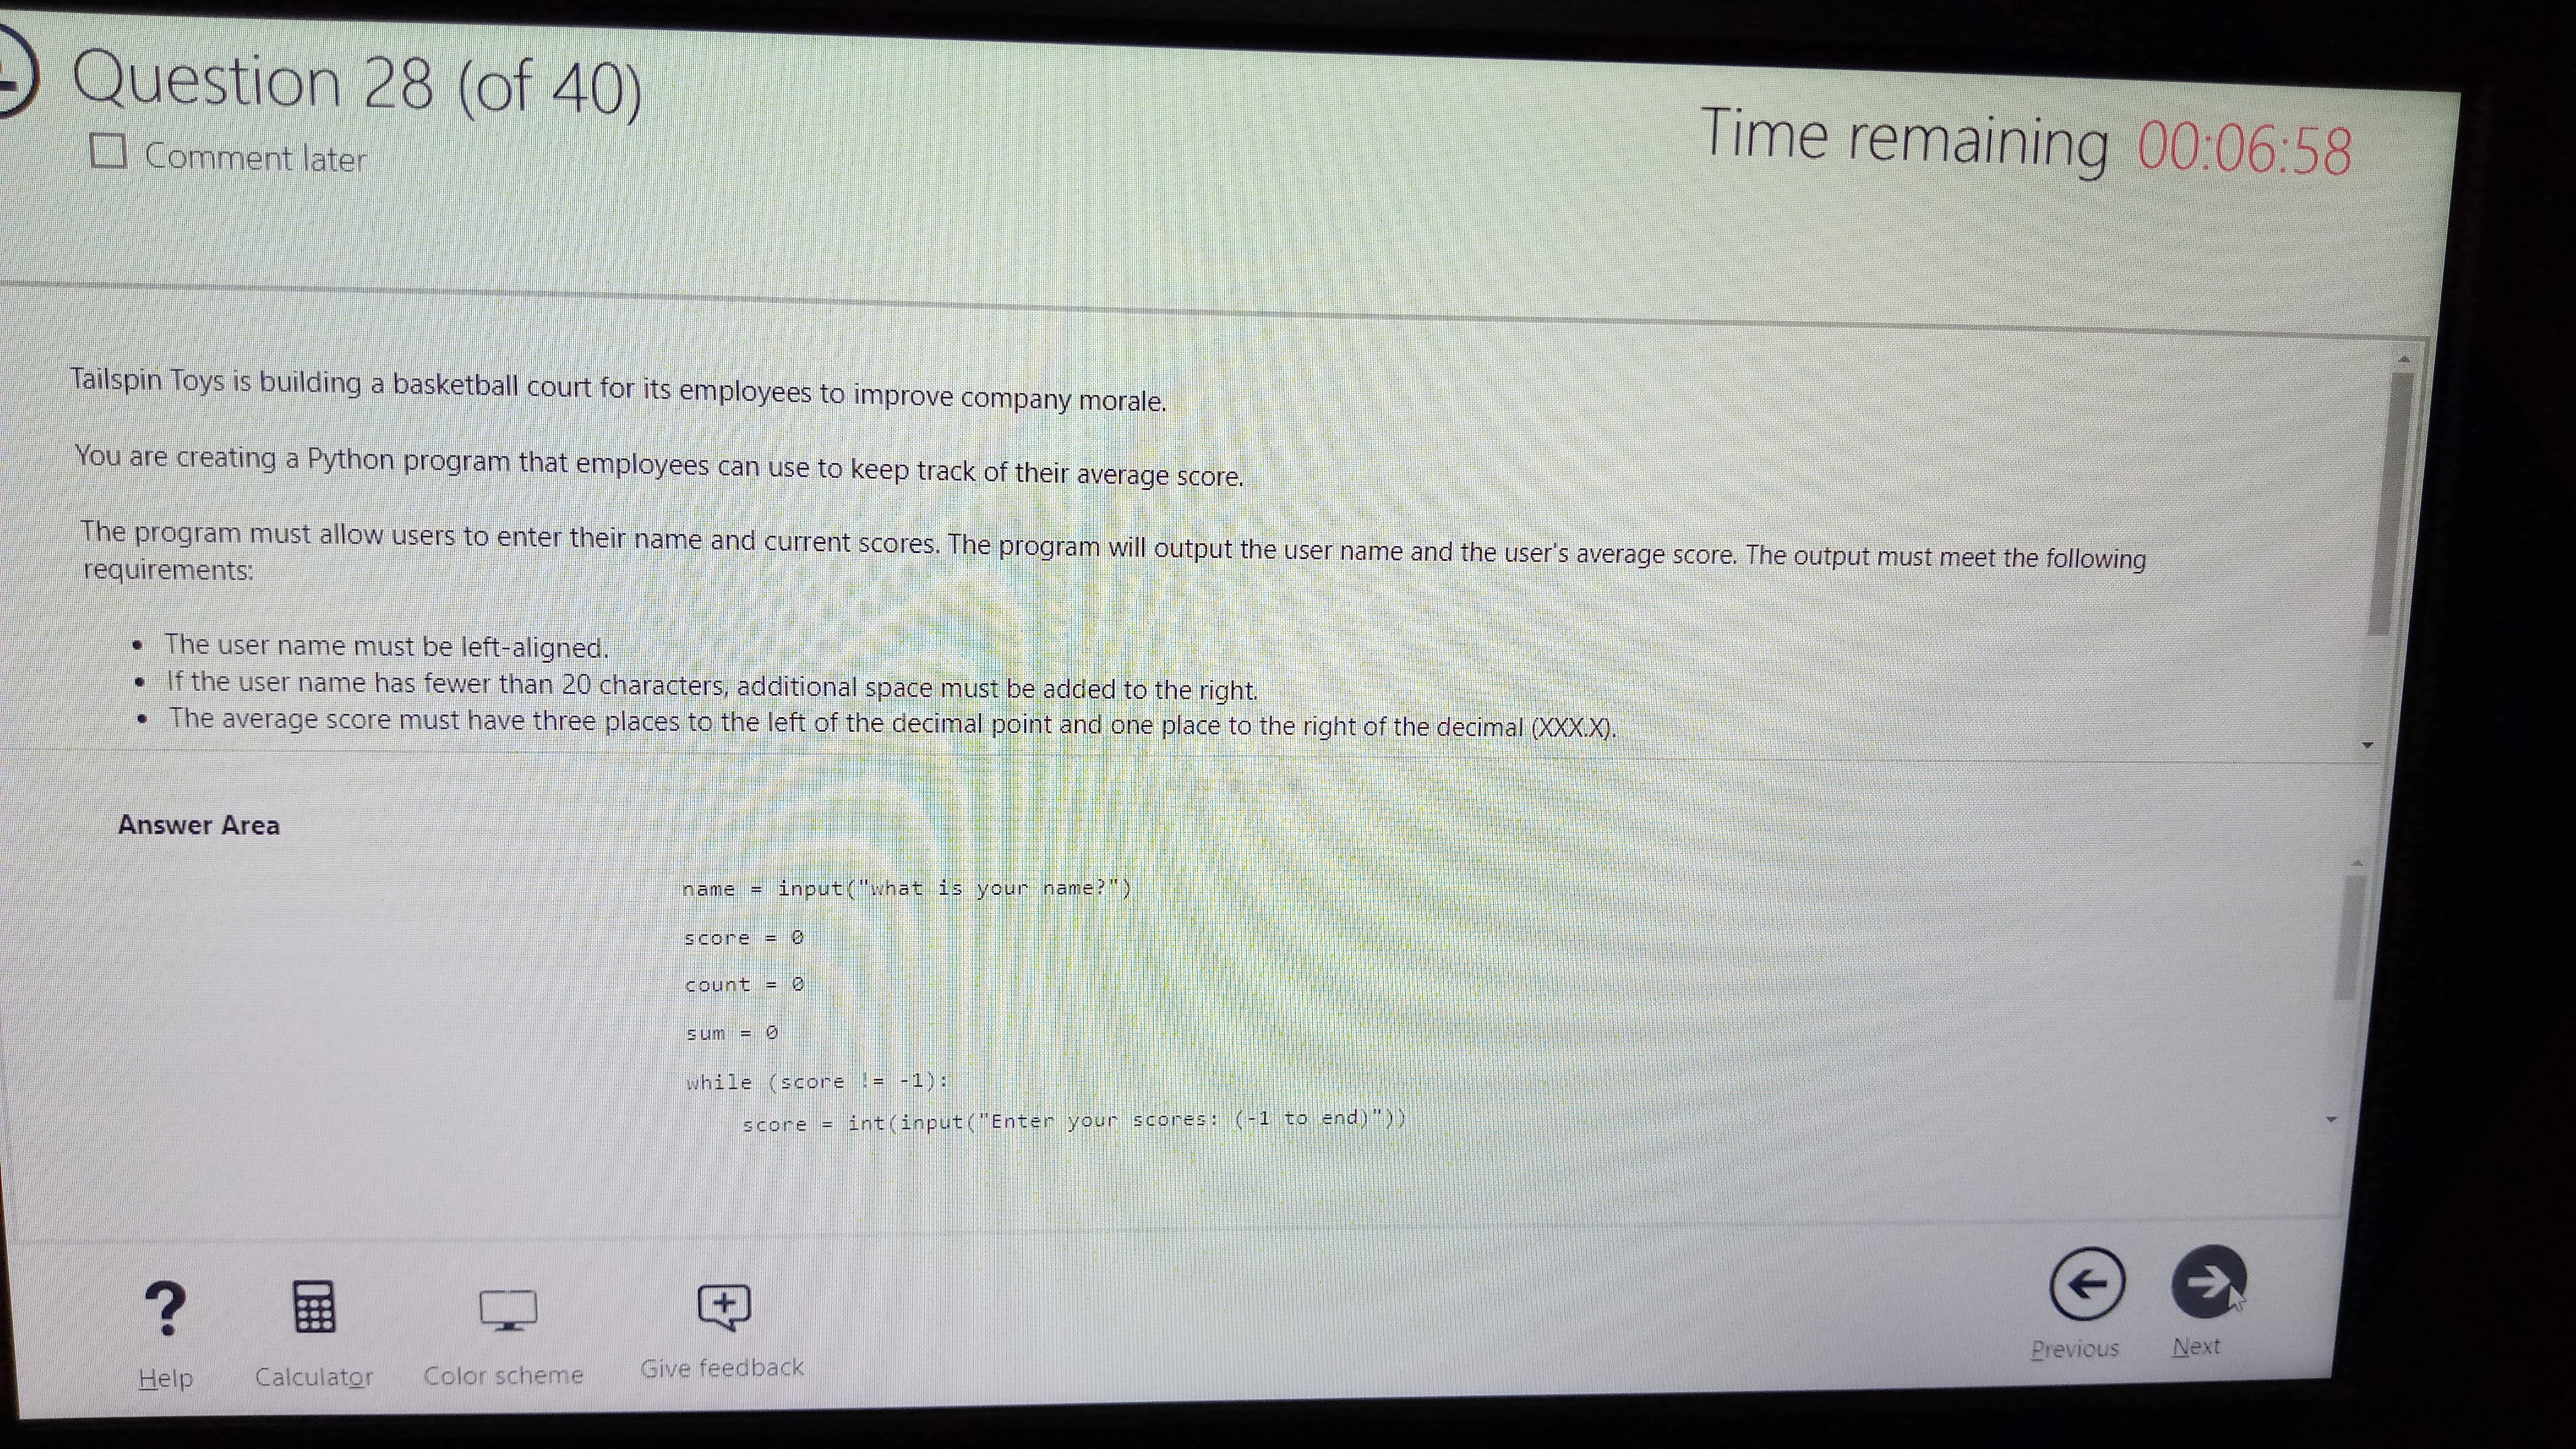 Question 28 (of 40)
Comment later
Time remaining 00:06:58
Tailspin Toys is building a basketball court for its employees to improve company morale.
You are creating a Python program that employees can use to keep track of their average score.
The program must allow users to enter their name and current scores. The program will output the user name and the user's average score. The output must meet the following
requirements:
• The user name must be left-aligned.
• If the user name has fewer than 20 characters, additional space must be added to the right.
• The average score must have three places to the left of the decimal point and one place to the right of the decimal (XXX.X).
Answer Area
name = input("what is your name?")
score = 0
count = 0
sum = 0
while (score != -1):
score = int(input("Enter your scores: (-1 to end)"))
Help
Calculator
Color scheme
Give feedback
Previous
Next